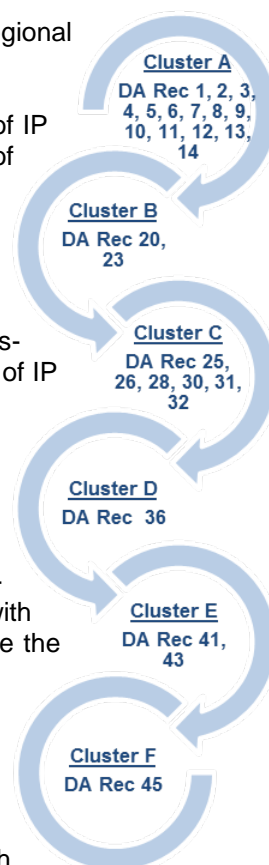 gional
of IP
of
s-
of IP
with
e the
Cluster A
DA Rec 1, 2, 3,
4, 5, 6, 7, 8, 9,
10, 11, 12, 13,
14
Cluster B
DA Rec 20,
23
Cluster C
DA Rec 25,
26, 28, 30, 31,
32
Cluster D
DA Rec 36
Cluster E
DA Rec 41,
43
Cluster F
DA Rec 45